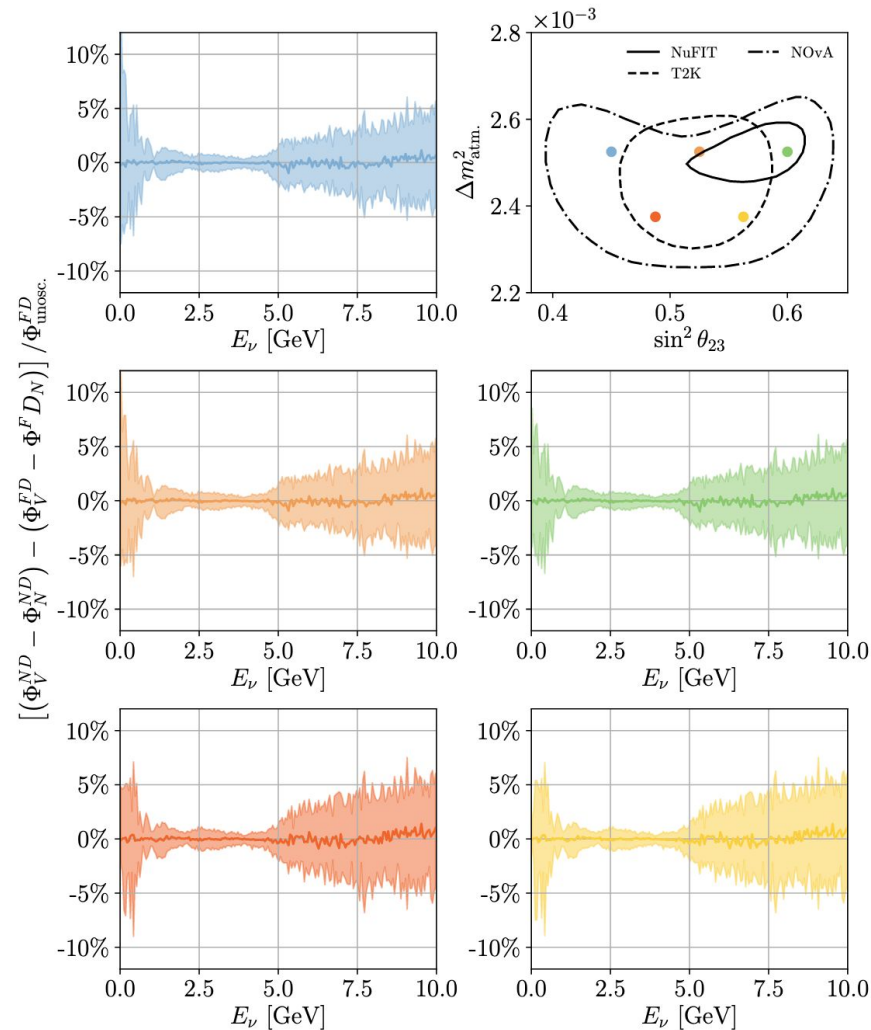 [(Φ_V^{ND} − Φ_N^{ND}) − (Φ_V^{FD} − Φ^F D_N)] /Φ_{unosc.}^{FD}
10%
5%
0%
-5%
-10%
0.0 2.5 5.0 7.5 10.0
E_ν [GeV]
×10⁻³
2.8
2.6
2.4
2.2
Δm²_{atm.}
NuFIT
T2K
NOvA
0.4 0.5 0.6
sin² θ₂₃
10%
5%
0%
-5%
-10%
0.0 2.5 5.0 7.5 10.0
E_ν [GeV]
10%
5%
0%
-5%
-10%
0.0 2.5 5.0 7.5 10.0
E_ν [GeV]
10%
5%
0%
-5%
-10%
0.0 2.5 5.0 7.5 10.0
E_ν [GeV]
10%
5%
0%
-5%
-10%
0.0 2.5 5.0 7.5 10.0
E_ν [GeV]